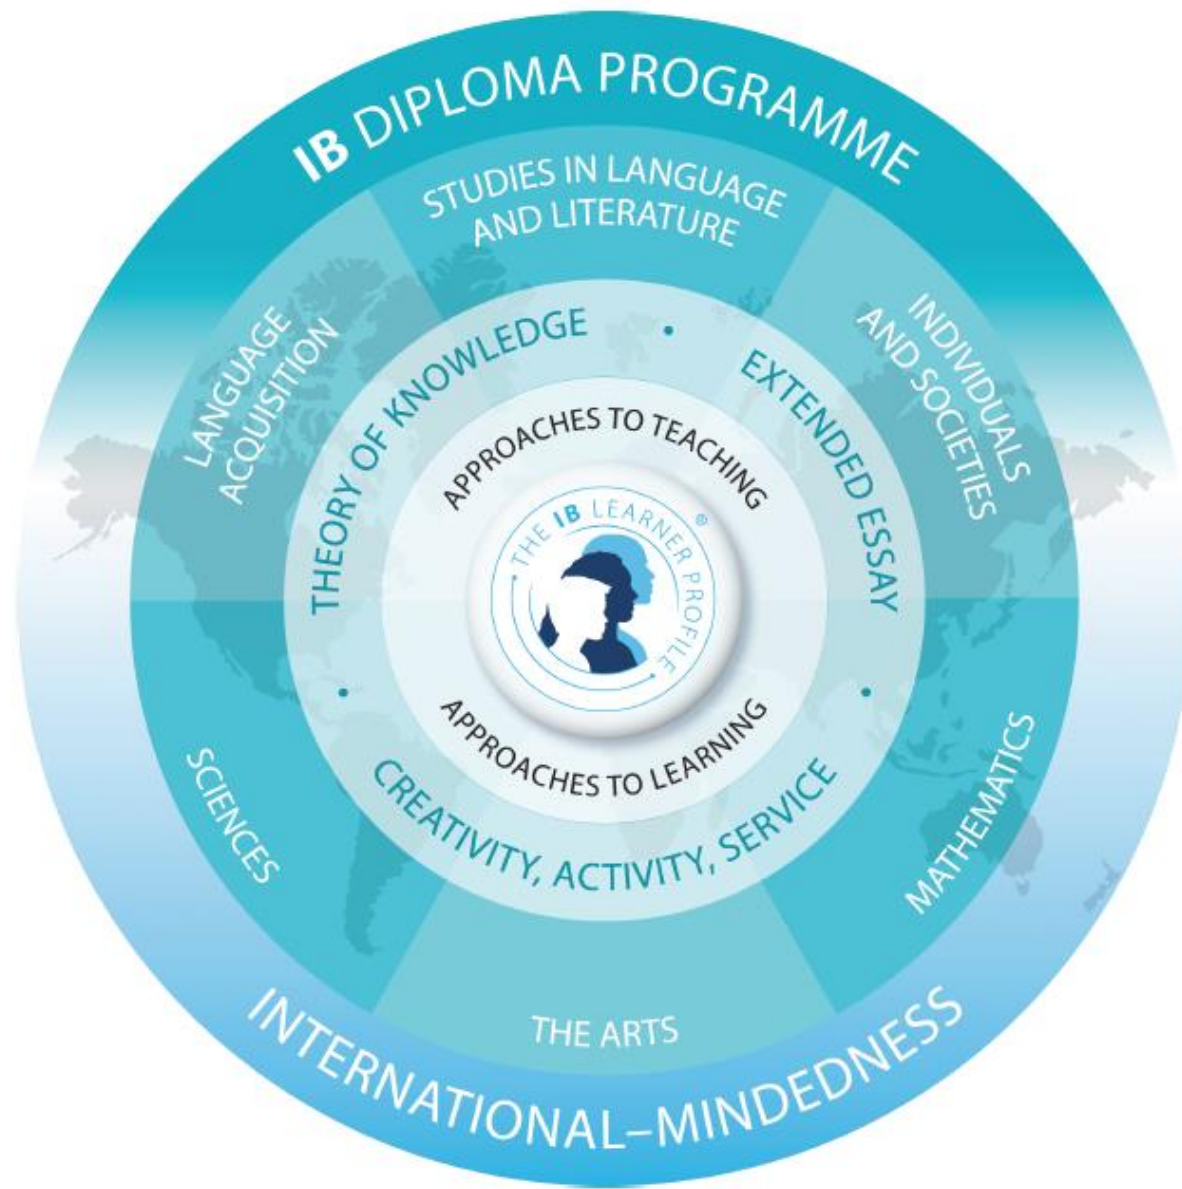 IB DIPLOMA PROGRAMME
STUDIES IN LANGUAGE
AND LITERATURE
LANGUAGE
ACQUISITION
INDIVIDUALS
AND SOCIETIES
THEORY OF KNOWLEDGE
•
EXTENDED ESSAY
•
APPROACHES TO TEACHING
THE IB LEARNER PROFILE
®
APPROACHES TO LEARNING
•
CREATIVITY, ACTIVITY, SERVICE
SCIENCES
MATHEMATICS
THE ARTS
INTERNATIONAL–MINDEDNESS